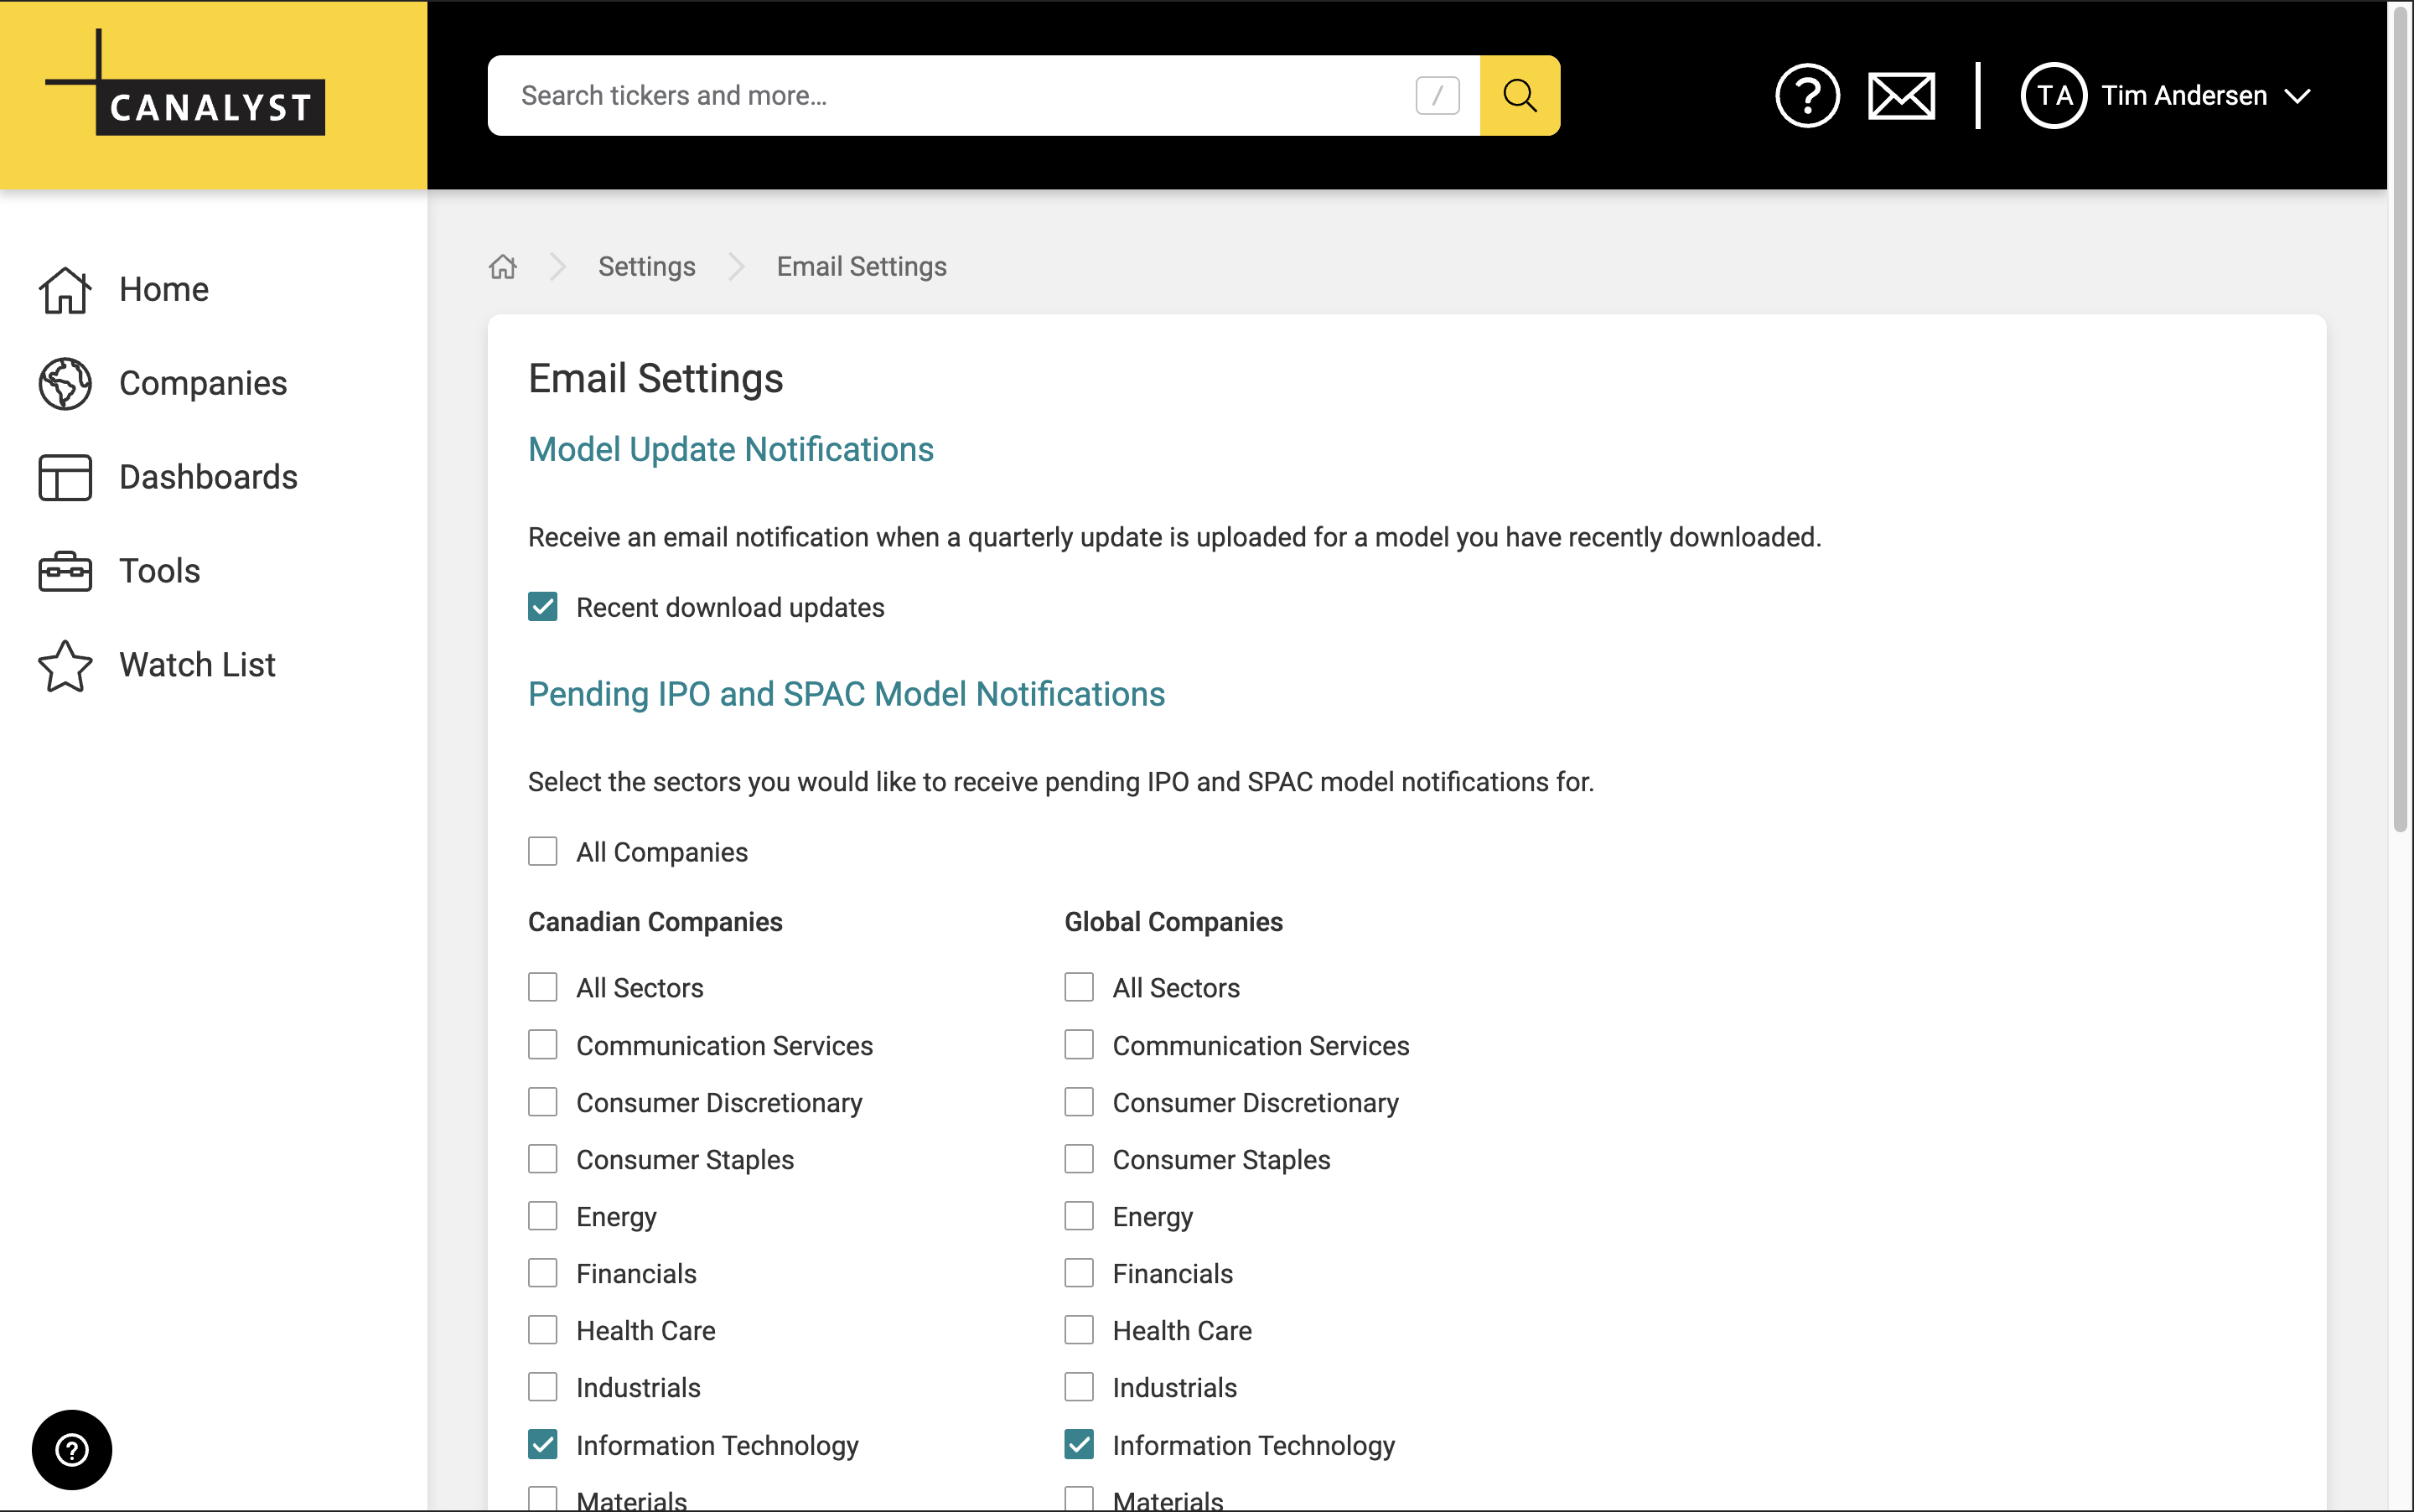 CANALYST
Search tickers and more...
/
?
TA
Tim Andersen
Home
Companies
Dashboards
Tools
Watch List
Settings
Email Settings
Email Settings
Model Update Notifications
Receive an email notification when a quarterly update is uploaded for a model you have recently downloaded.
Recent download updates
Pending IPO and SPAC Model Notifications
Select the sectors you would like to receive pending IPO and SPAC model notifications for.
All Companies
Canadian Companies
All Sectors
Communication Services
Consumer Discretionary
Consumer Staples
Energy
Financials
Health Care
Industrials
Information Technology
Materials
Global Companies
All Sectors
Communication Services
Consumer Discretionary
Consumer Staples
Energy
Financials
Health Care
Industrials
Information Technology
Materials
?